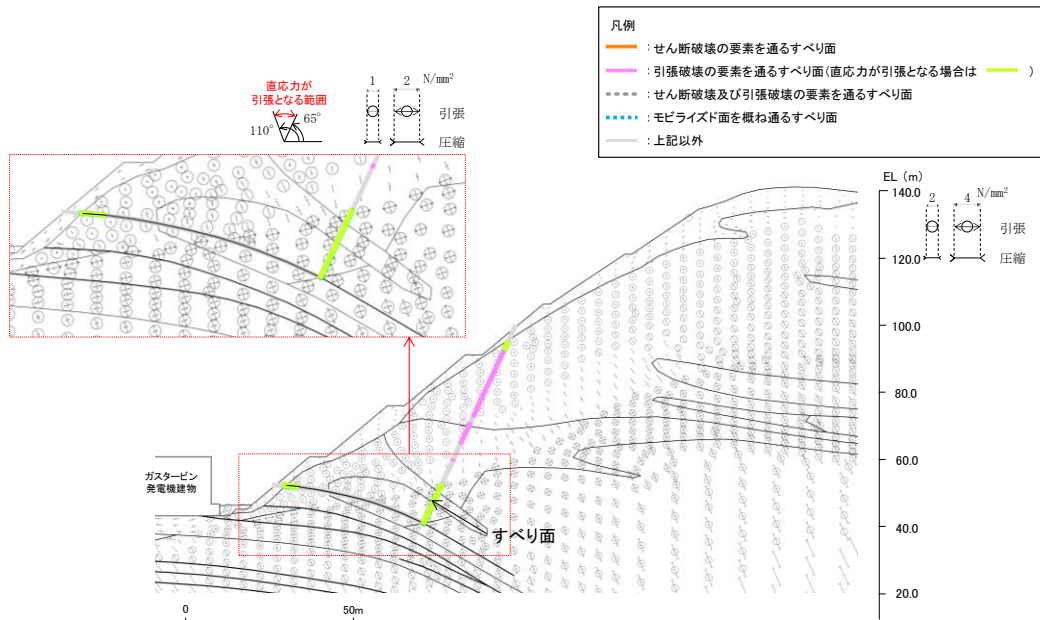 凡例
：せん断破壊の要素を通るすべり面
：引張破壊の要素を通るすべり面(直応力が引張となる場合は　　　)
：せん断破壊及び引張破壊の要素を通るすべり面
：モビライズド面を概ね通るすべり面
：上記以外
直応力が
引張となる範囲
110° 65°
1 2 N/mm²
引張
圧縮
EL（m）
140.0
120.0
100.0
80.0
60.0
40.0
20.0
2 4 N/mm²
引張
圧縮
ガスタービン
発電機建物
すべり面
0 50m